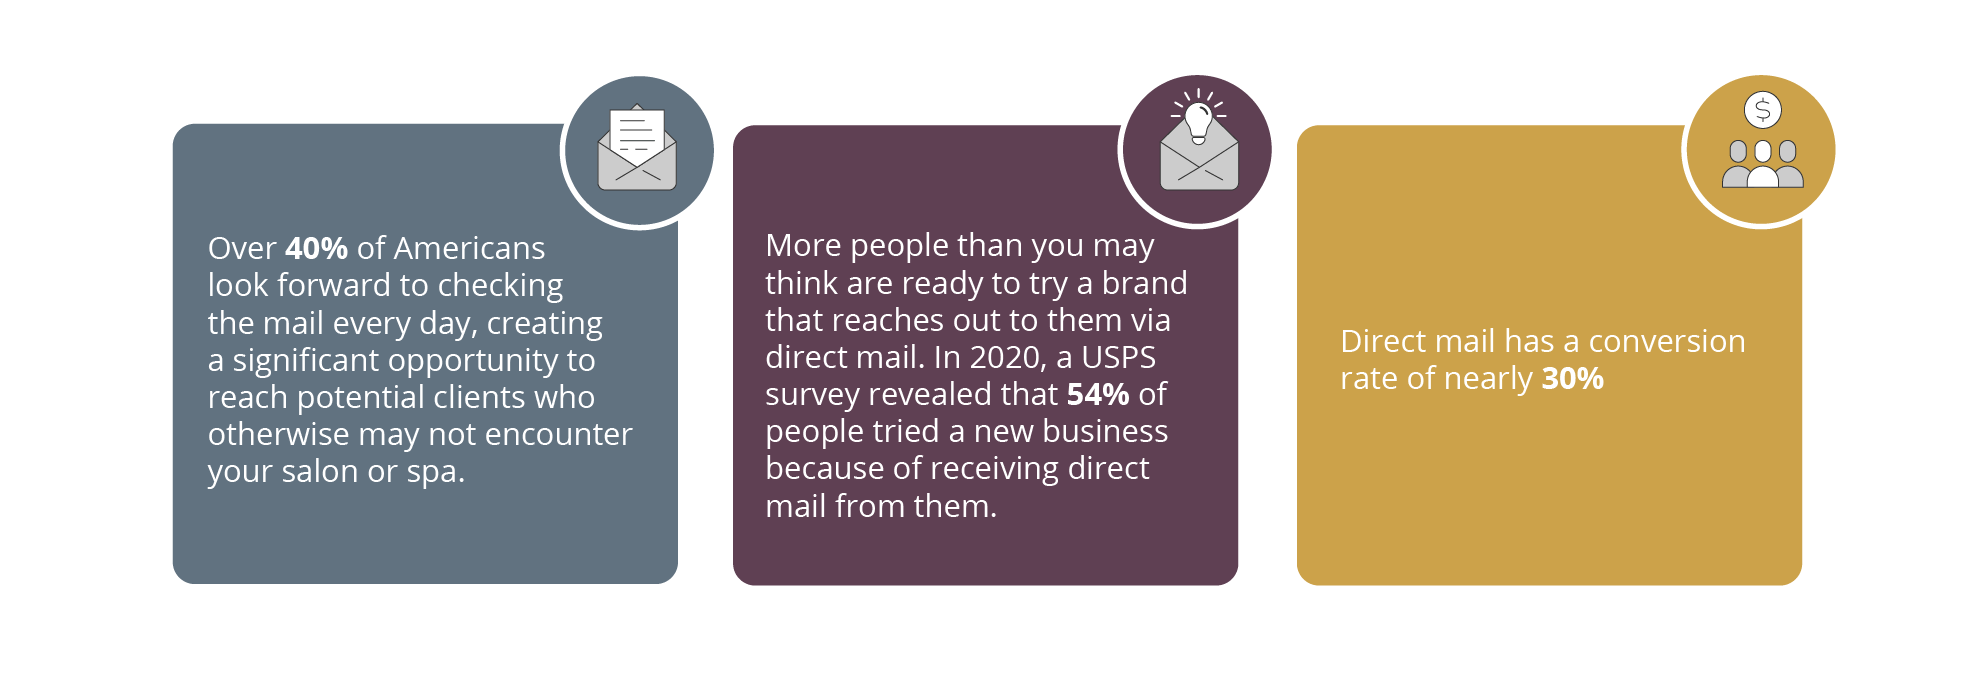 Over 40% of Americans
look forward to checking
the mail every day, creating
a significant opportunity to
reach potential clients who
otherwise may not encounter
your salon or spa.
More people than you may
think are ready to try a brand
that reaches out to them via
direct mail. In 2020, a USPS
survey revealed that 54% of
people tried a new business
because of receiving direct
mail from them.
$
Direct mail has a conversion
rate of nearly 30%